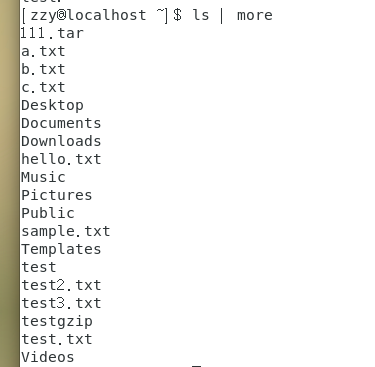 [zzy@localhost ~]$ ls | more
111.tar
a.txt
b.txt
c.txt
Desktop
Documents
Downloads
hello.txt
Music
Pictures
Public
sample.txt
Templates
test
test2.txt
test3.txt
testgzip
test.txt
Videos